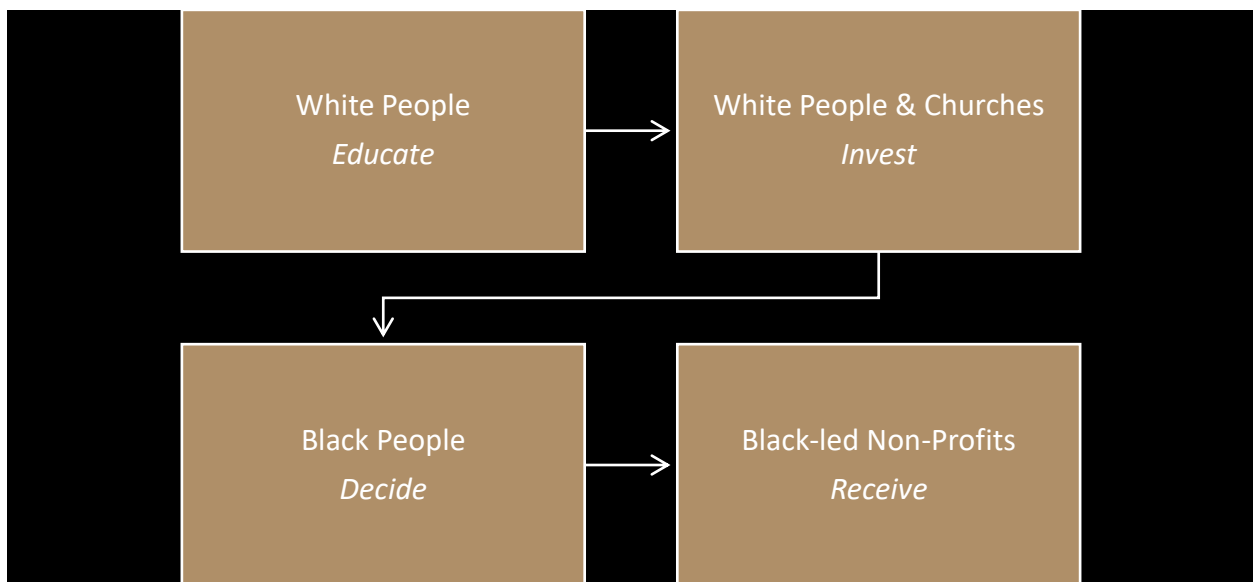 White People
Educate
White People & Churches
Invest
Black People
Decide
Black-led Non-Profits
Receive